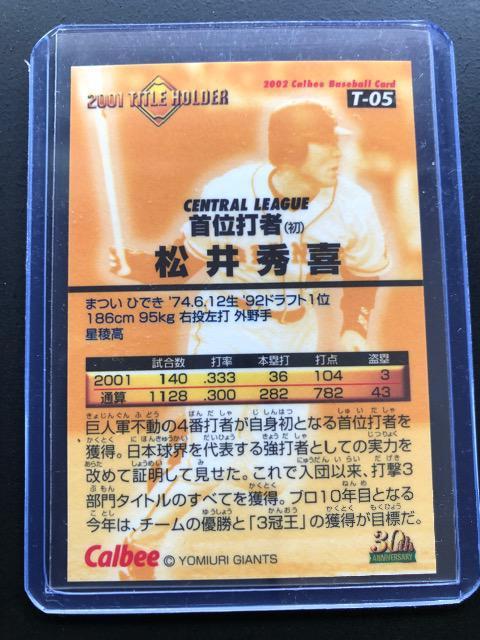 2001 TITLE HOLDER
2002 Calbee Baseball Card
T-05
CENTRAL LEAGUE
首位打者(初)
松井秀喜
まつい ひでき '74.6.12生 '92ドラフト1位
186cm 95kg 右投左打 外野手
星稜高
試合数 打率 本塁打 打点 盗塁
2001 140 .333 36 104 3
通算 1128 .300 282 782 43
巨人軍不動の4番打者が自身初となる首位打者を
獲得。日本球界を代表する強打者としての実力を
改めて証明して見せた。これで入団以来、打撃3
部門タイトルのすべてを獲得。プロ10年目となる
今年は、チームの優勝と「3冠王」の獲得が目標だ。
Calbee © YOMIURI GIANTS
30th
ANNIVERSARY